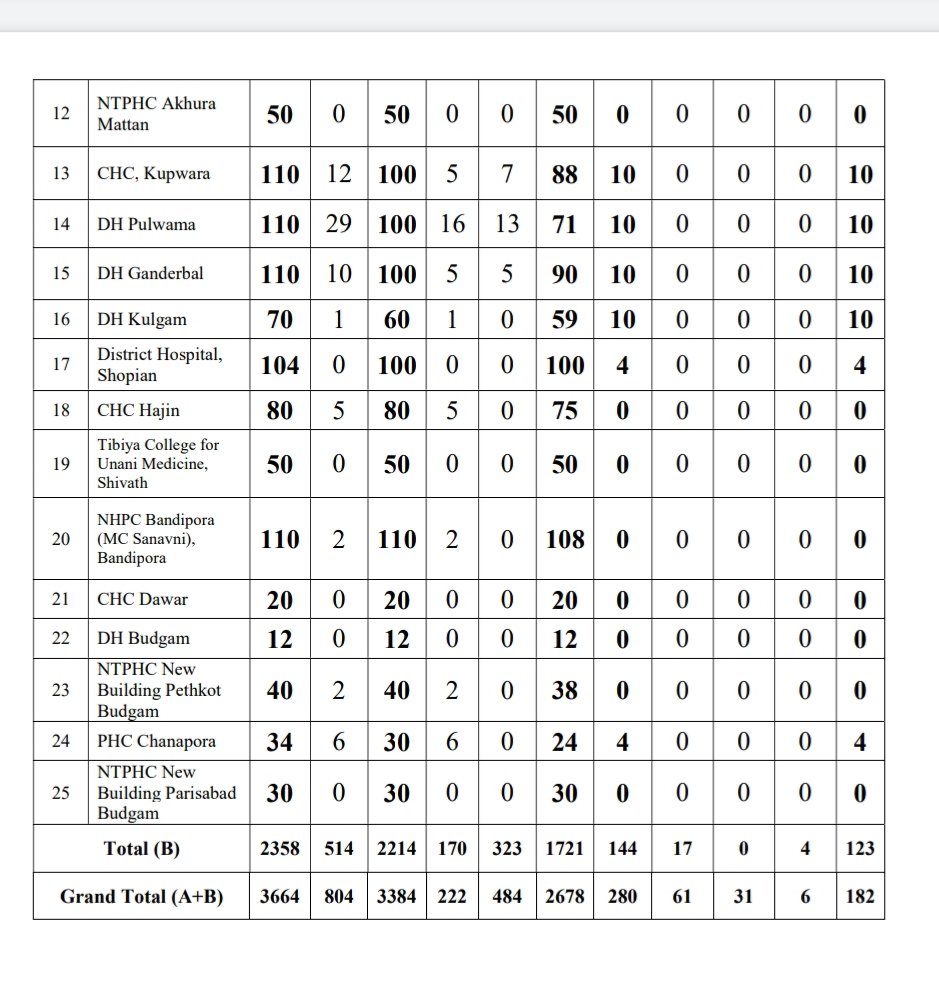 12 NTPHC Akhura Mattan 50 0 50 0 0 50 0 0 0 0 0
13 CHC, Kupwara 110 12 100 5 7 88 10 0 0 0 10
14 DH Pulwama 110 29 100 16 13 71 10 0 0 0 10
15 DH Ganderbal 110 10 100 5 5 90 10 0 0 0 10
16 DH Kulgam 70 1 60 1 0 59 10 0 0 0 10
17 District Hospital, Shopian 104 0 100 0 0 100 4 0 0 0 4
18 CHC Hajin 80 5 80 5 0 75 0 0 0 0 0
19 Tibiya College for Unani Medicine, Shivath 50 0 50 0 0 50 0 0 0 0 0
20 NHPC Bandipora (MC Sanavni), Bandipora 110 2 110 2 0 108 0 0 0 0 0
21 CHC Dawar 20 0 20 0 0 20 0 0 0 0 0
22 DH Budgam 12 0 12 0 0 12 0 0 0 0 0
23 NTPHC New Building Pethkot Budgam 40 2 40 2 0 38 0 0 0 0 0
24 PHC Chanapora 34 6 30 6 0 24 4 0 0 0 4
25 NTPHC New Building Parisabad Budgam 30 0 30 0 0 30 0 0 0 0 0
Total (B) 2358 514 2214 170 323 1721 144 17 0 4 123
Grand Total (A+B) 3664 804 3384 222 484 2678 280 61 31 6 182